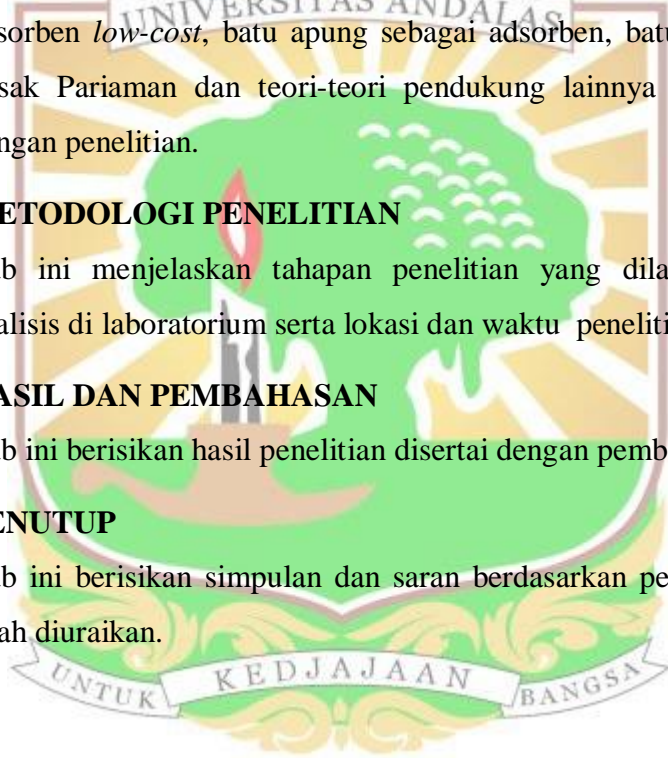 UNIVERSITAS ANDALAS
sorben low-cost, batu apung sebagai adsorben, batu
sak Pariaman dan teori-teori pendukung lainnya
ngan penelitian.
ETODOLOGI PENELITIAN
b ini menjelaskan tahapan penelitian yang dila
alisis di laboratorium serta lokasi dan waktu peneliti
ASIL DAN PEMBAHASAN
b ini berisikan hasil penelitian disertai dengan pemb
ENUTUP
b ini berisikan simpulan dan saran berdasarkan pe
ah diuraikan.
UNTUK KEDJAJAAN BANGSA